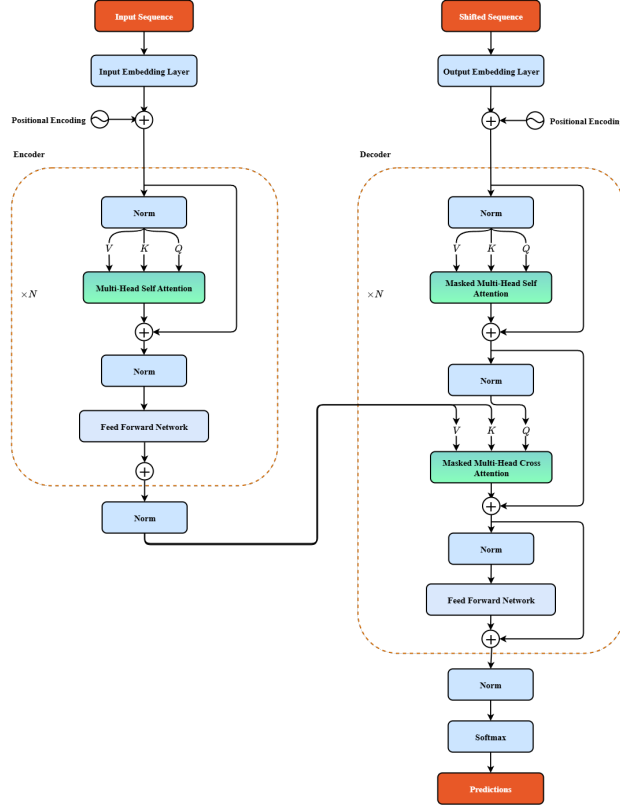 Input Sequence
Input Embedding Layer
Positional Encoding
Encoder
Norm
V K Q
Multi-Head Self Attention
×N
Norm
Feed Forward Network
Norm
Shifted Sequence
Output Embedding Layer
Positional Encodin
Decoder
Norm
V K Q
Masked Multi-Head Self
Attention
×N
Norm
V K Q
Masked Multi-Head Cross
Attention
Norm
Feed Forward Network
Norm
Softmax
Predictions